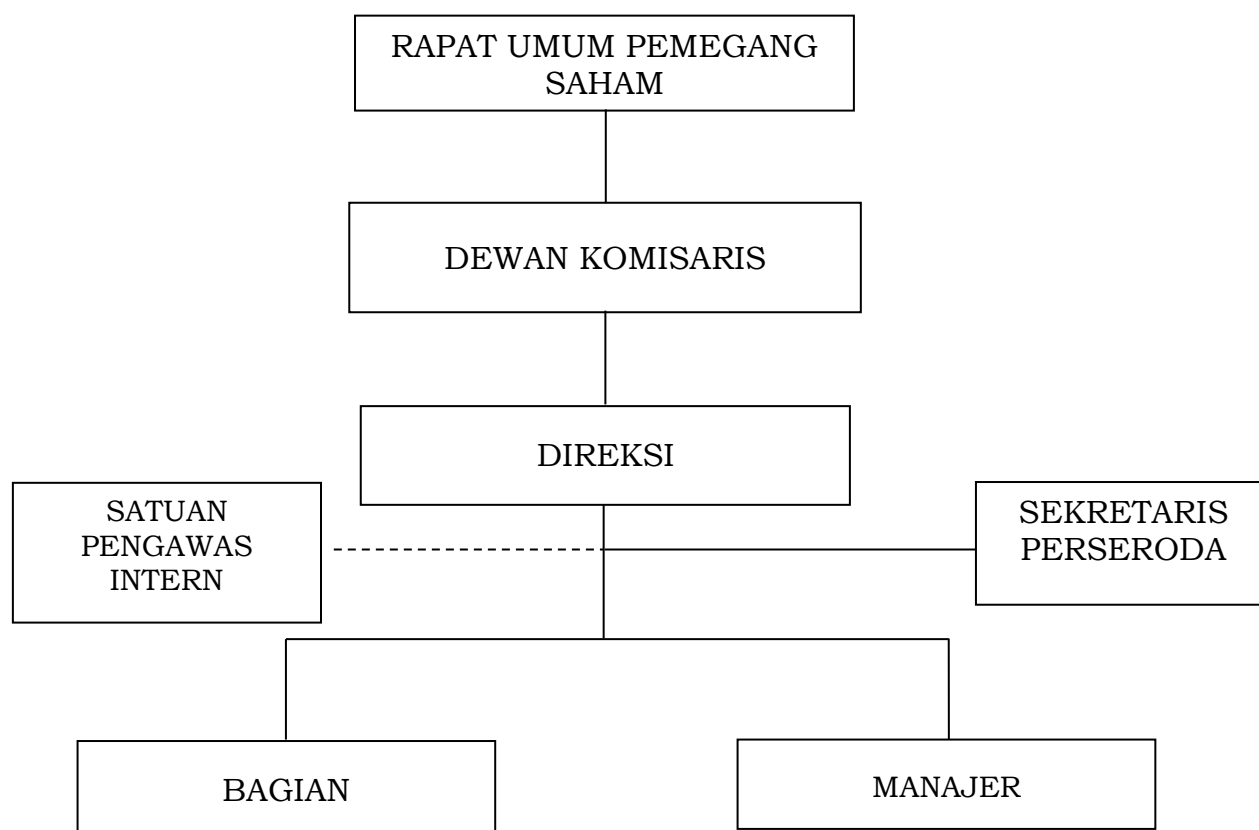 RAPAT UMUM PEMEGANG
SAHAM
DEWAN KOMISARIS
DIREKSI
SATUAN
PENGAWAS
INTERN
SEKRETARIS
PERSERODA
BAGIAN
MANAJER